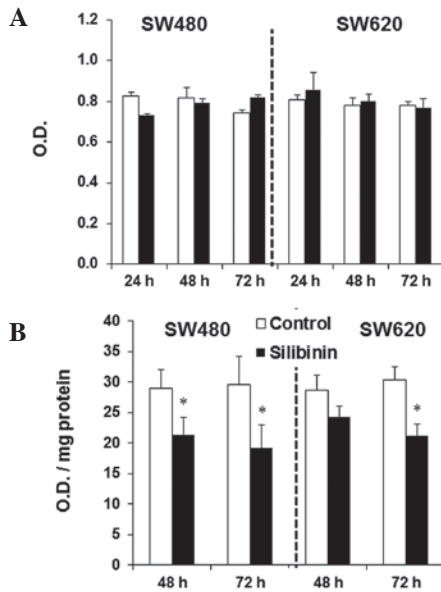 A
SW480 SW620
1.2
1.0
0.8
0.6
0.4
0.2
0.0
O.D.
24 h 48 h 72 h 24 h 48 h 72 h
B
SW480 Control SW620
Silibinin
40
35
30
25
20
15
10
5
0
O.D. / mg protein
* * *
48 h 72 h 48 h 72 h